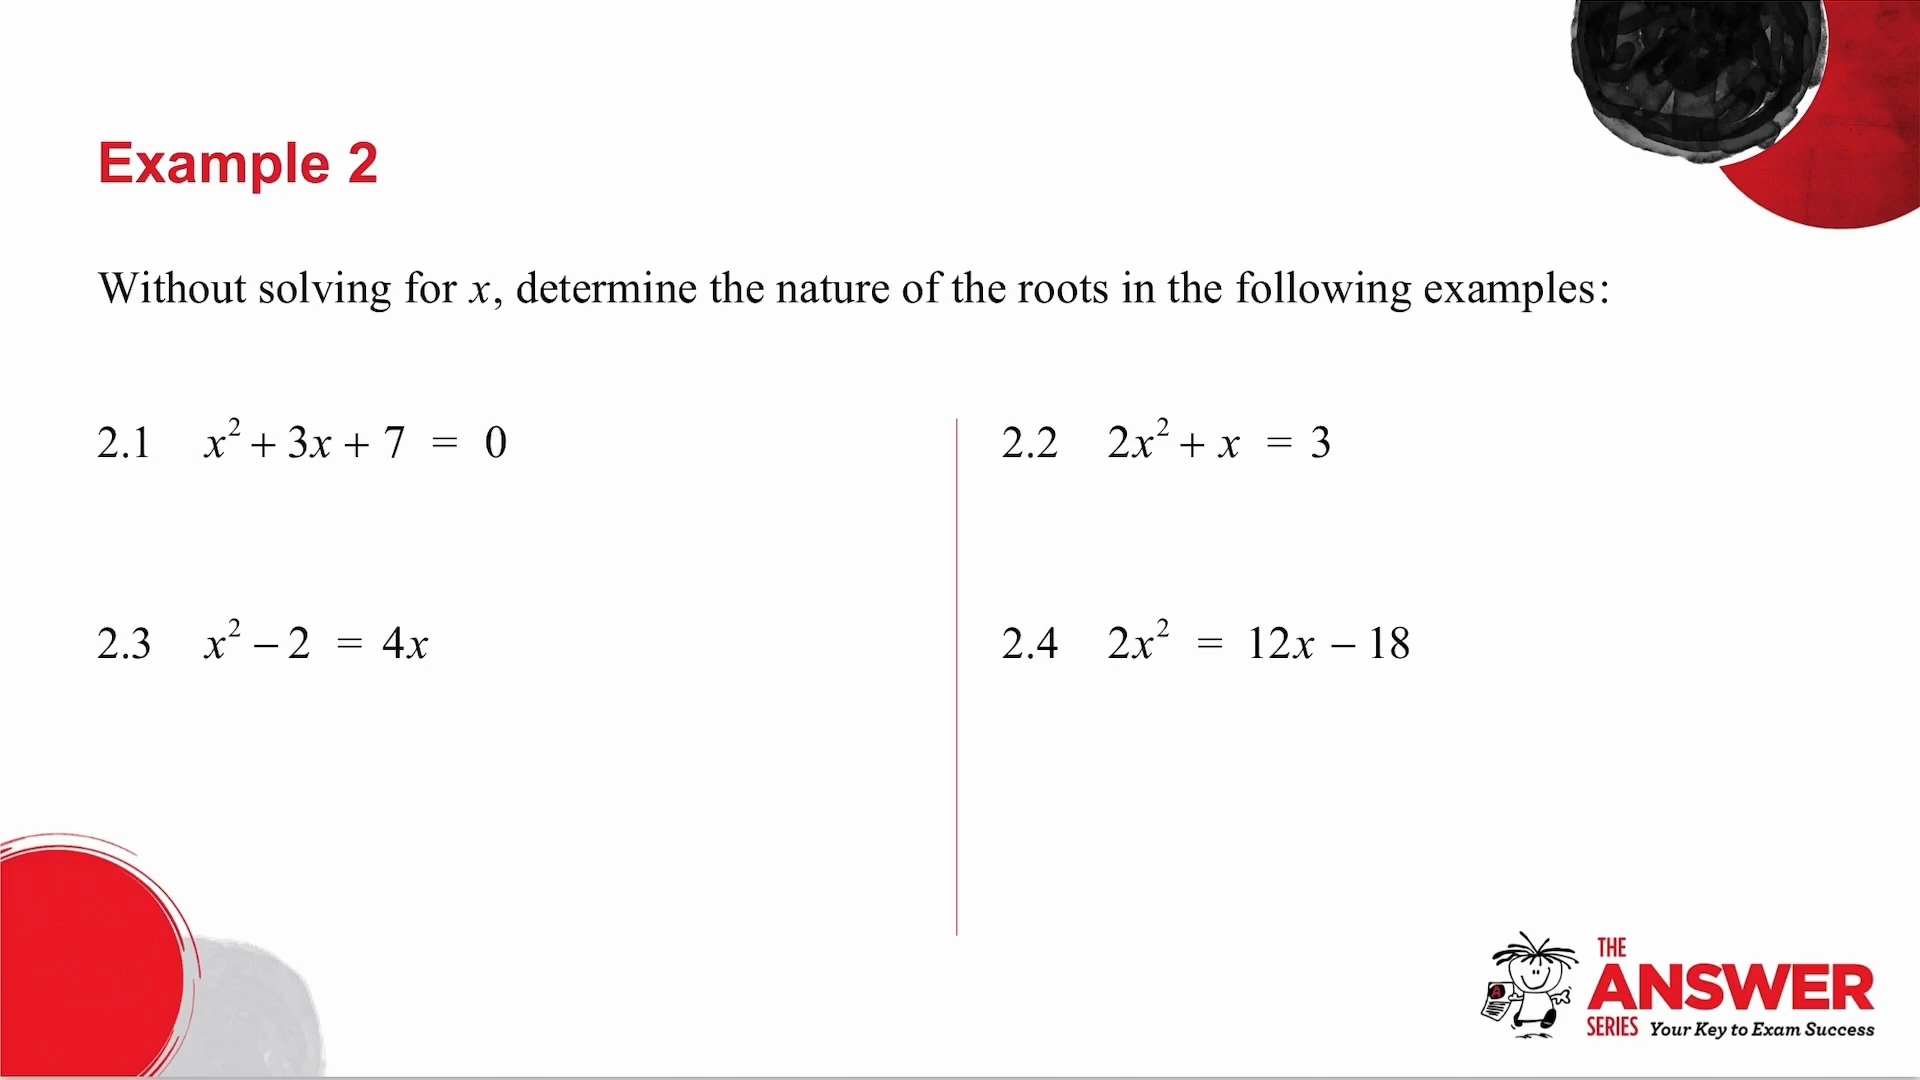 Example 2
Without solving for x, determine the nature of the roots in the following examples:
2.1 x² + 3x + 7 = 0
2.2 2x² + x = 3
2.3 x² − 2 = 4x
2.4 2x² = 12x − 18
A
THE
ANSWER
SERIES Your Key to Exam Success